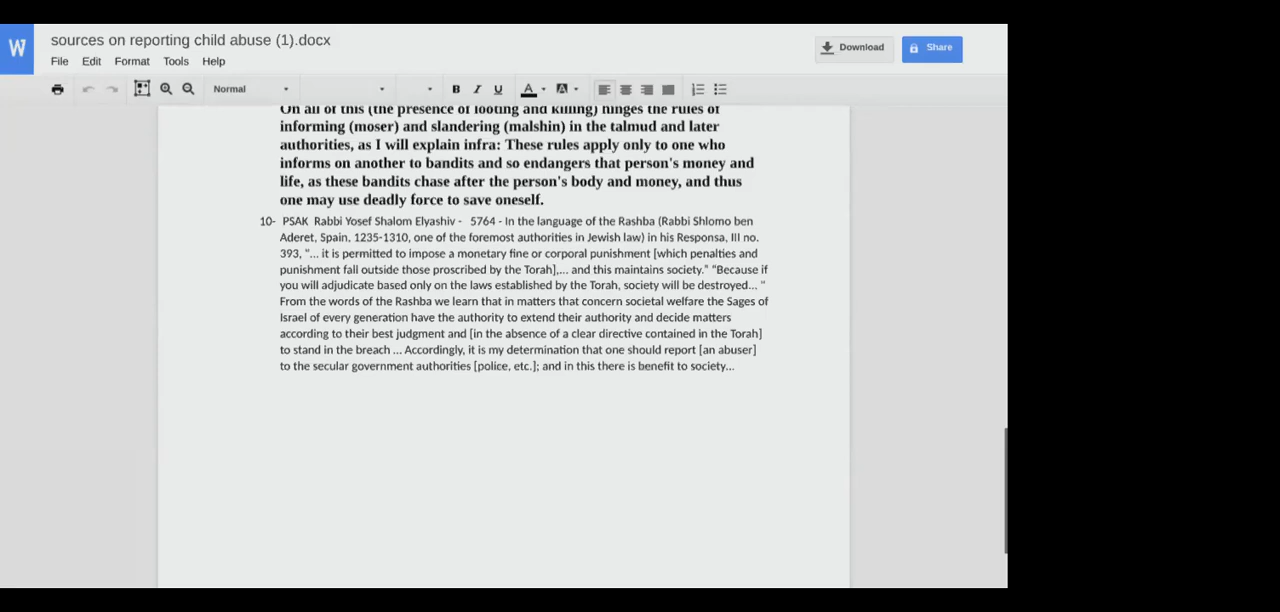 W
sources on reporting child abuse (1).docx
File Edit Format Tools Help
Download
Share
Normal
B I U A A
On all of this (the presence of looting and killing) hinges the rules of
informing (moser) and slandering (malshin) in the talmud and later
authorities, as I will explain infra: These rules apply only to one who
informs on another to bandits and so endangers that person's money and
life, as these bandits chase after the person's body and money, and thus
one may use deadly force to save oneself.
10- PSAK Rabbi Yosef Shalom Elyashiv - 5764 - In the language of the Rashba (Rabbi Shlomo ben
Aderet, Spain, 1235-1310, one of the foremost authorities in Jewish law) in his Responsa, III no.
393, "... it is permitted to impose a monetary fine or corporal punishment [which penalties and
punishment fall outside those proscribed by the Torah],... and this maintains society." "Because if
you will adjudicate based only on the laws established by the Torah, society will be destroyed... "
From the words of the Rashba we learn that in matters that concern societal welfare the Sages of
Israel of every generation have the authority to extend their authority and decide matters
according to their best judgment and [in the absence of a clear directive contained in the Torah]
to stand in the breach ... Accordingly, it is my determination that one should report [an abuser]
to the secular government authorities [police, etc.]; and in this there is benefit to society...